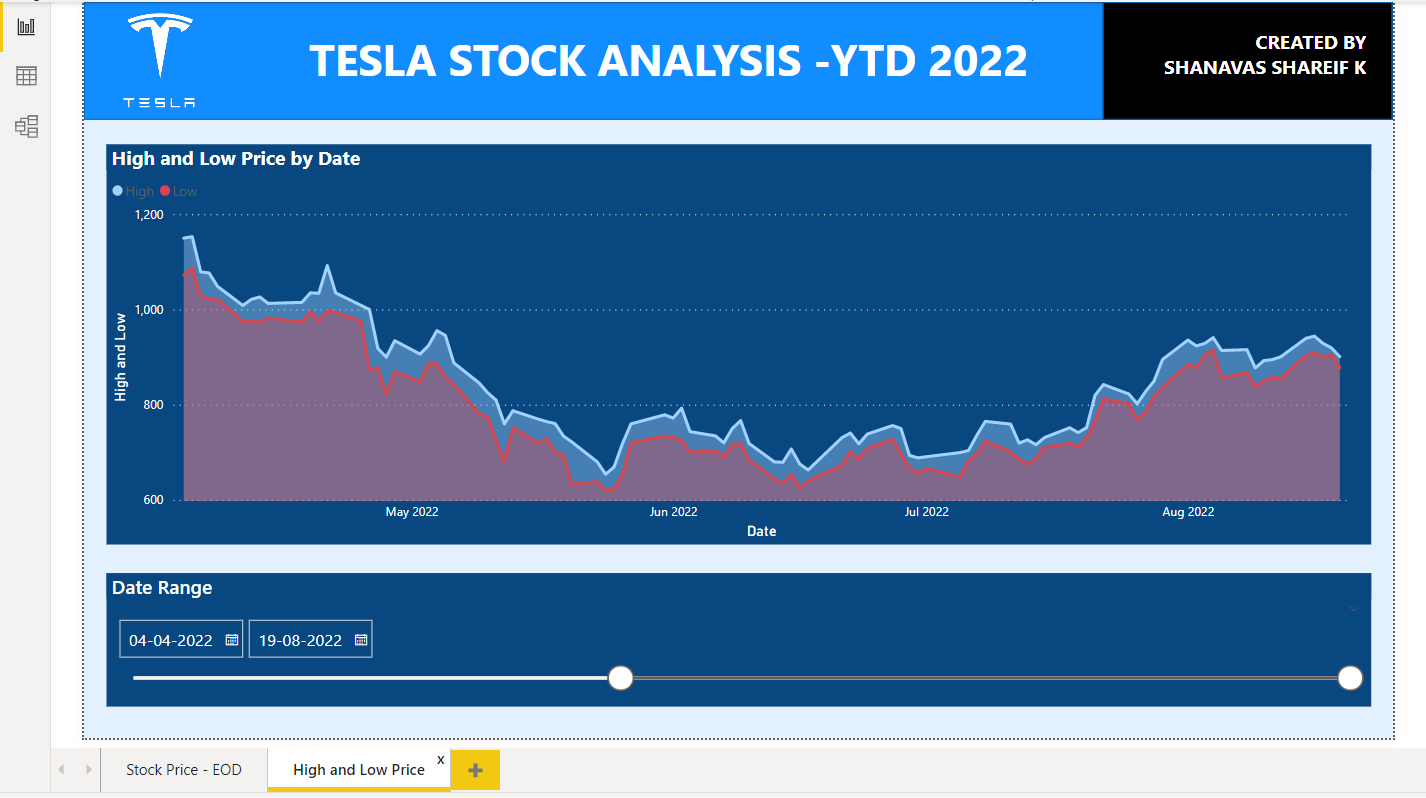 TESLA
TESLA STOCK ANALYSIS -YTD 2022
CREATED BY
SHANAVAS SHAREIF K
High and Low Price by Date
High Low
1,200
1,000
800
600
High and Low
May 2022 Jun 2022 Jul 2022 Aug 2022
Date
Date Range
04-04-2022 19-08-2022
Stock Price - EOD High and Low Price x